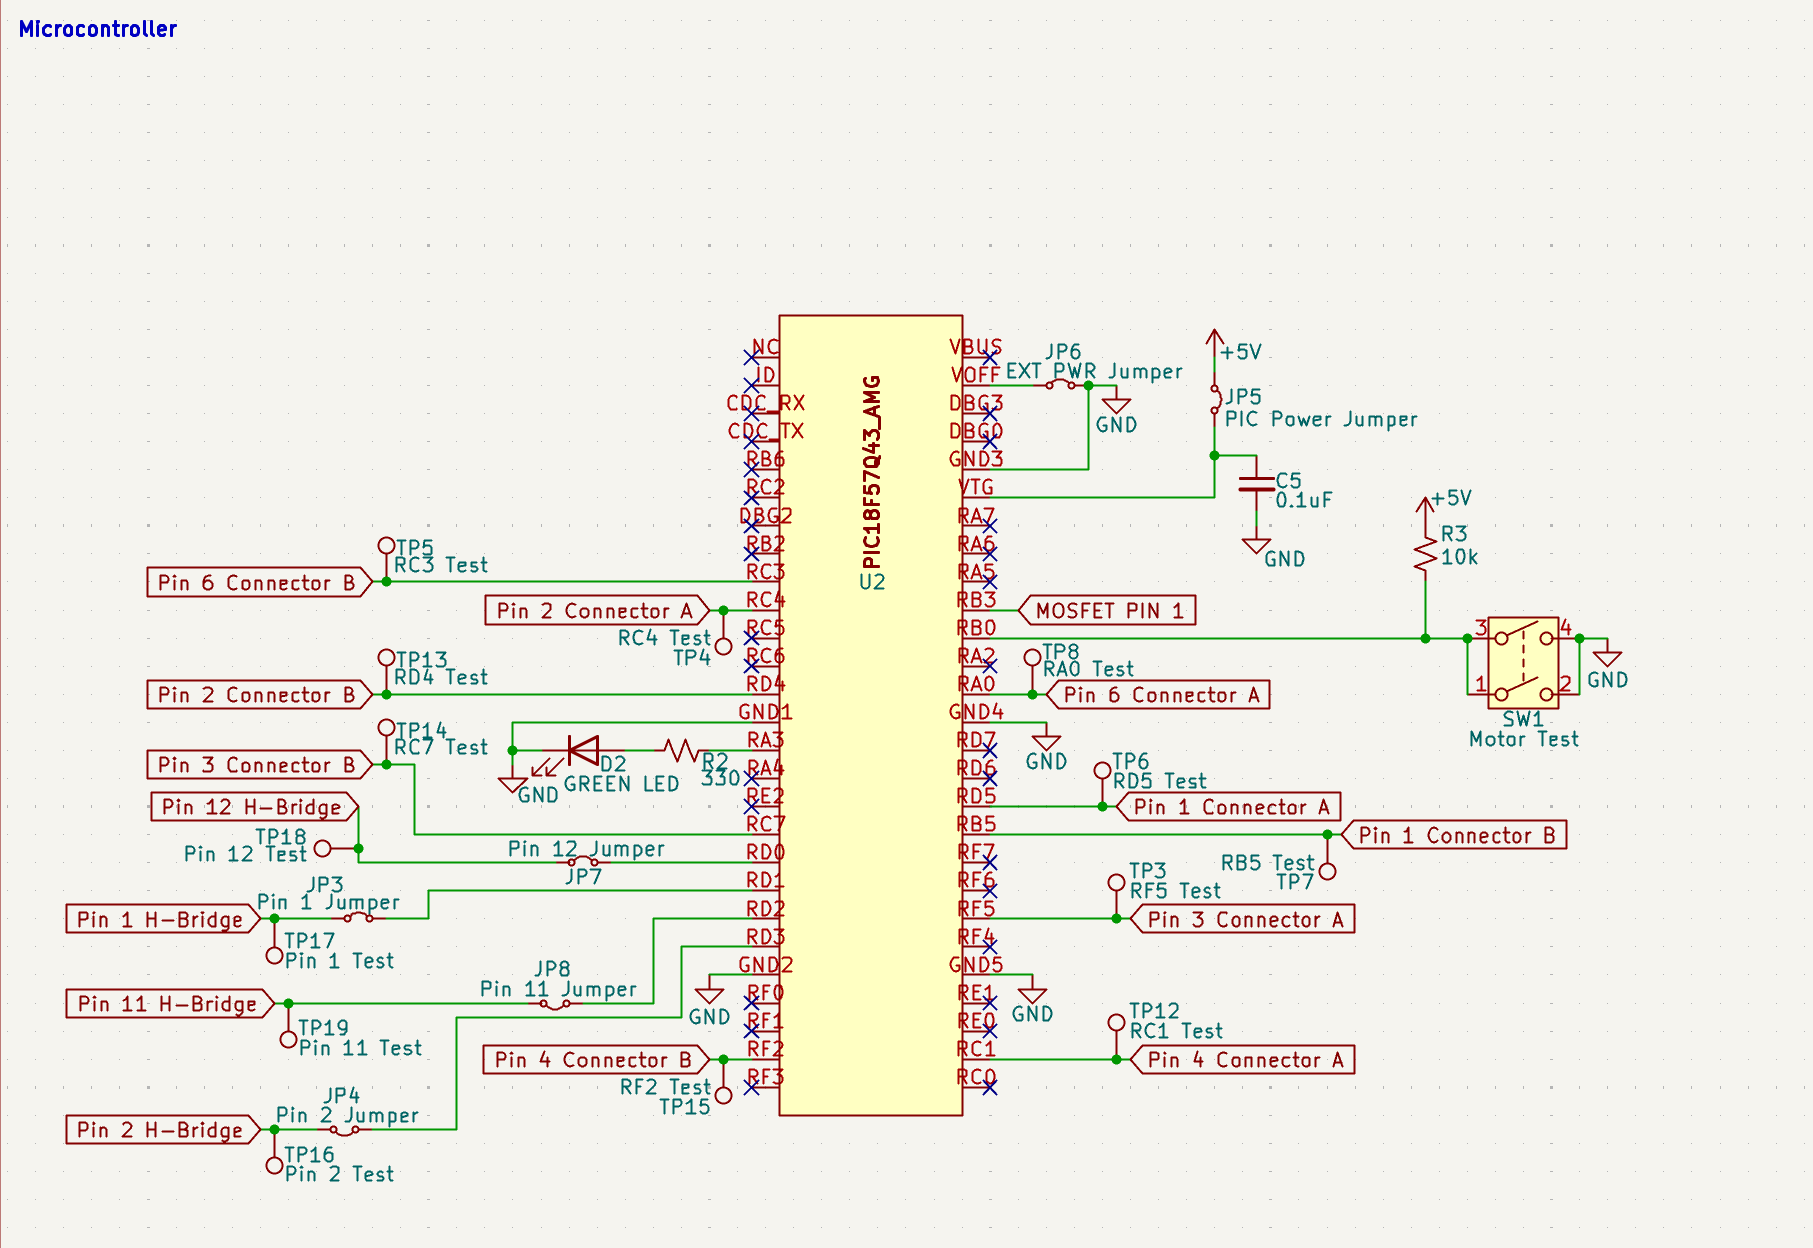 Microcontroller
NC
ID
CDC_RX
CDC_TX
RB6
RC2
DBG2
RB2
RC3
RC4
RC5
RC6
RD4
GND1
RA3
RA4
RE2
RC7
RD0
RD1
RD2
RD3
GND2
RF0
RF1
RF2
RF3
PIC18F57Q43_AMG
U2
VBUS
VOFF
DBG3
DBG0
GND3
VTG
RA7
RA6
RA5
RB3
RB0
RA2
RA0
GND4
RD7
RD6
RD5
RB5
RF7
RF6
RF5
RF4
GND5
RE1
RE0
RC1
RC0
TP5
RC3 Test
Pin 6 Connector B
Pin 2 Connector A
RC4 Test
TP4
TP13
RD4 Test
Pin 2 Connector B
TP14
RC7 Test
Pin 3 Connector B
D2
GREEN LED
GND
R2
330
Pin 12 H-Bridge
TP18
Pin 12 Test
Pin 12 Jumper
JP7
JP3
Pin 1 Jumper
Pin 1 H-Bridge
TP17
Pin 1 Test
JP8
Pin 11 Jumper
Pin 11 H-Bridge
TP19
Pin 11 Test
GND
Pin 4 Connector B
RF2 Test
TP15
JP4
Pin 2 Jumper
Pin 2 H-Bridge
TP16
Pin 2 Test
JP6
EXT PWR Jumper
GND
+5V
JP5
PIC Power Jumper
C5
0.1uF
GND
+5V
R3
10k
MOSFET PIN 1
3
4
1
2
SW1
Motor Test
GND
TP8
RA0 Test
Pin 6 Connector A
GND
TP6
RD5 Test
Pin 1 Connector A
Pin 1 Connector B
RB5 Test
TP7
TP3
RF5 Test
Pin 3 Connector A
GND
TP12
RC1 Test
Pin 4 Connector A